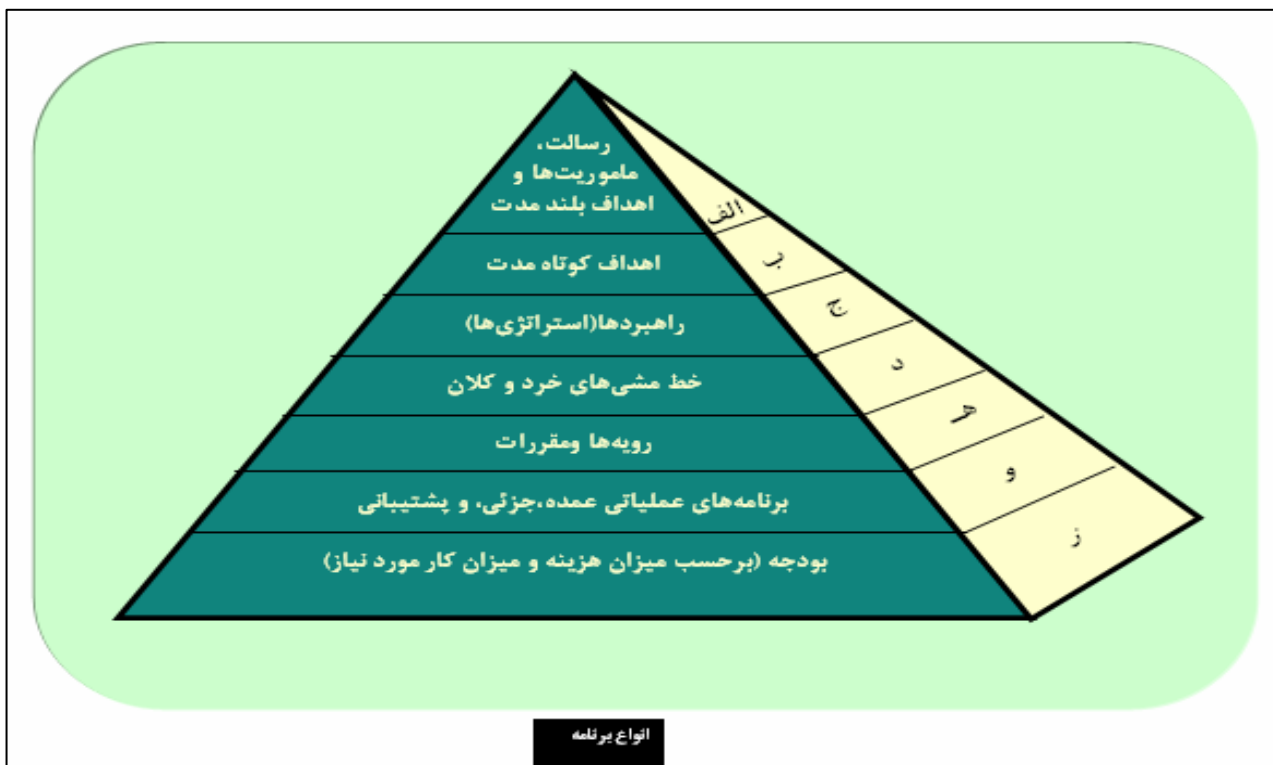 رسالت،
ماموریت‌ها و
اهداف بلند مدت
الف
اهداف کوتاه مدت
ب
راهبردها(استراتژی‌ها)
ج
خط مشی‌های خرد و کلان
د
رویه‌ها ومقررات
هـ
برنامه‌های عملیاتی عمده،جزئی، و پشتیبانی
و
بودجه (برحسب میزان هزینه و میزان کار مورد نیاز)
ز
انواع برنامه